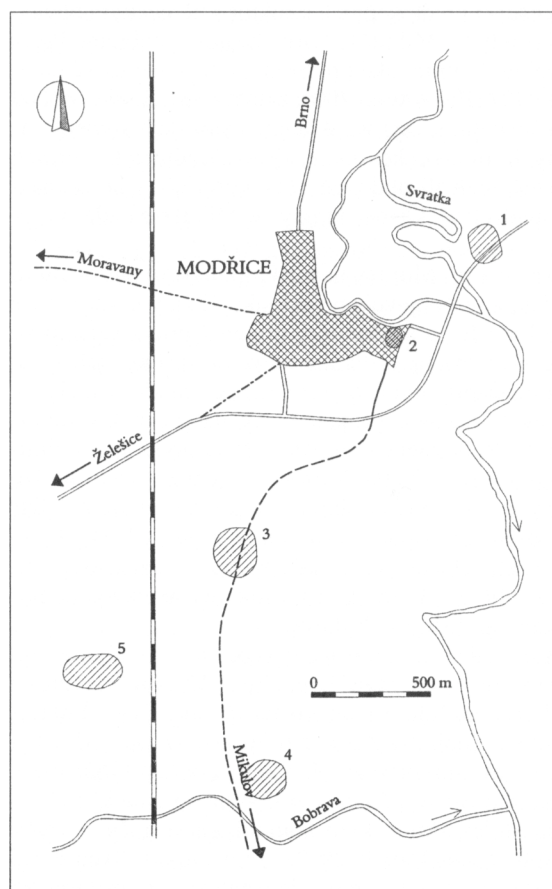 Brno
Svratka
1
Moravany
MODŘICE
2
Želešice
3
5
0 500 m
4
Mikulov
Bobrava